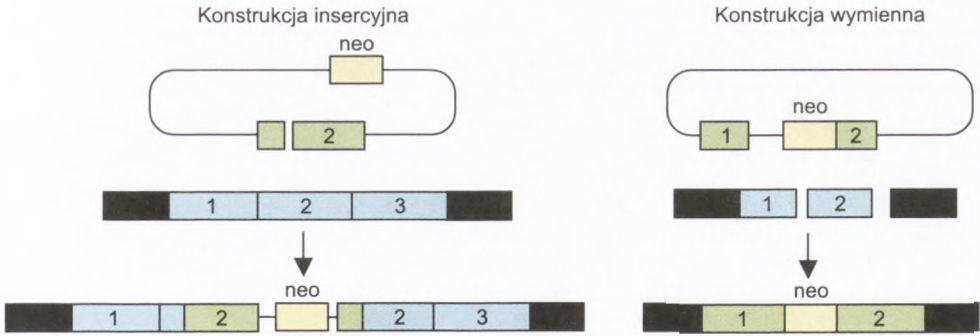 Konstrukcja insercyjna
neo
2
1 2 3
neo
1 2 2 3
Konstrukcja wymienna
neo
1 2
1 2
neo
1 2